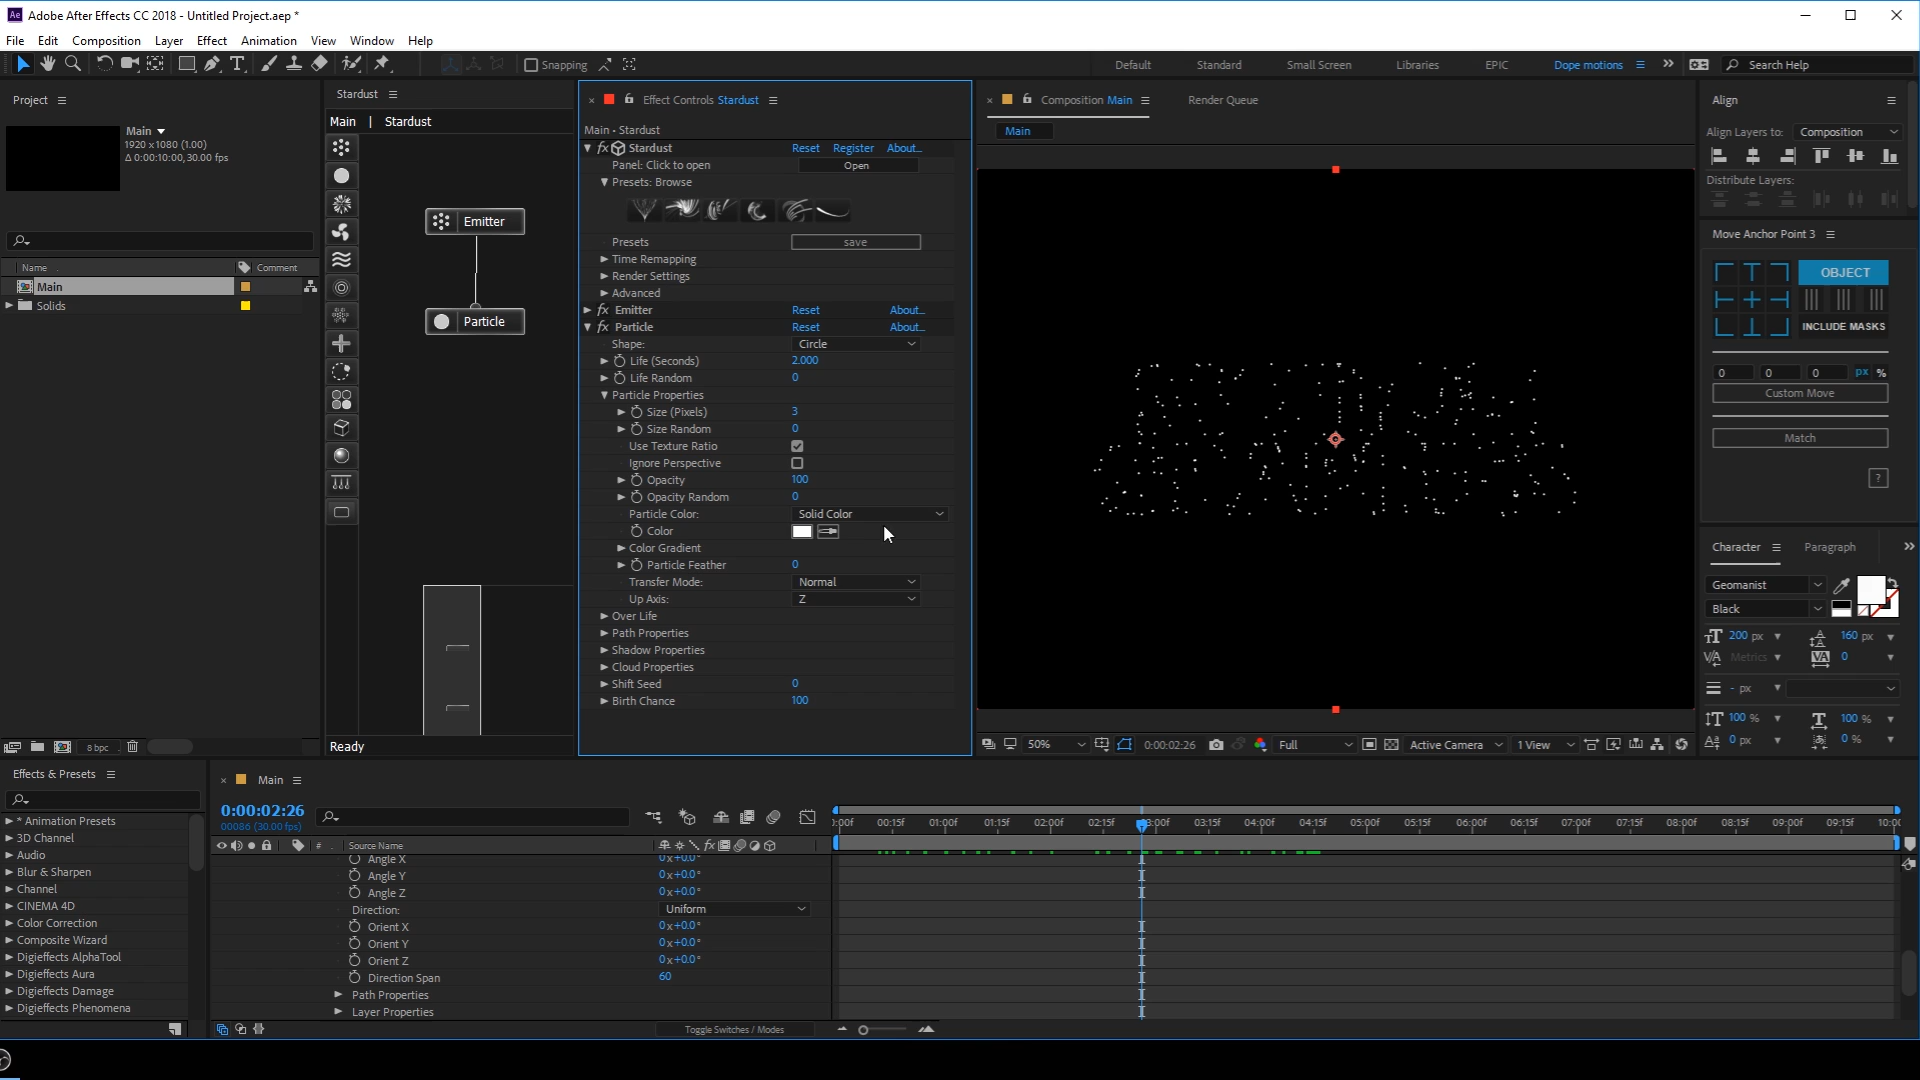 Ae Adobe After Effects CC 2018 - Untitled Project.aep *
File Edit Composition Layer Effect Animation View Window Help
Snapping
Default Standard Small Screen Libraries EPIC Dope motions Search Help
Project
Main
1920 x1080 (1.00)
Δ 0:00:10:00, 30.00 fps
Name Comment
Main
Solids
8 bpc
Stardust
Main | Stardust
Emitter
Particle
Ready
Effect Controls Stardust
Main • Stardust
fx Stardust Reset Register About...
Panel: Click to open Open
Presets: Browse
Presets save
Time Remapping
Render Settings
Advanced
fx Emitter Reset About...
fx Particle Reset About...
Shape: Circle
Life (Seconds) 2.000
Life Random 0
Particle Properties
Size (Pixels) 3
Size Random 0
Use Texture Ratio
Ignore Perspective
Opacity 100
Opacity Random 0
Particle Color: Solid Color
Color
Color Gradient
Particle Feather 0
Transfer Mode: Normal
Up Axis: Z
Over Life
Path Properties
Shadow Properties
Cloud Properties
Shift Seed 0
Birth Chance 100
Composition Main Render Queue
Main
50% 0:00:02:26 Full Active Camera 1 View
Align
Align Layers to: Composition
Distribute Layers:
Move Anchor Point 3
OBJECT
INCLUDE MASKS
0 0 0 px %
Custom Move
Match
?
Character Paragraph
Geomanist
Black
200 px 160 px
Metrics 0
- px
100 % 100 %
0 px 0 %
Effects & Presets
* Animation Presets
3D Channel
Audio
Blur & Sharpen
Channel
CINEMA 4D
Color Correction
Composite Wizard
Digieffects AlphaTool
Digieffects Aura
Digieffects Damage
Digieffects Phenomena
Main
0:00:02:26
00086 (30.00 fps)
# Source Name fx
Angle X 0x+0.0°
Angle Y 0x+0.0°
Angle Z 0x+0.0°
Direction: Uniform
Orient X 0x+0.0°
Orient Y 0x+0.0°
Orient Z 0x+0.0°
Direction Span 60
Path Properties
Layer Properties
Toggle Switches / Modes
00:15f 01:00f 01:15f 02:00f 02:15f 03:15f 04:00f 04:15f 05:00f 05:15f 06:00f 06:15f 07:00f 07:15f 08:00f 08:15f 09:00f 09:15f